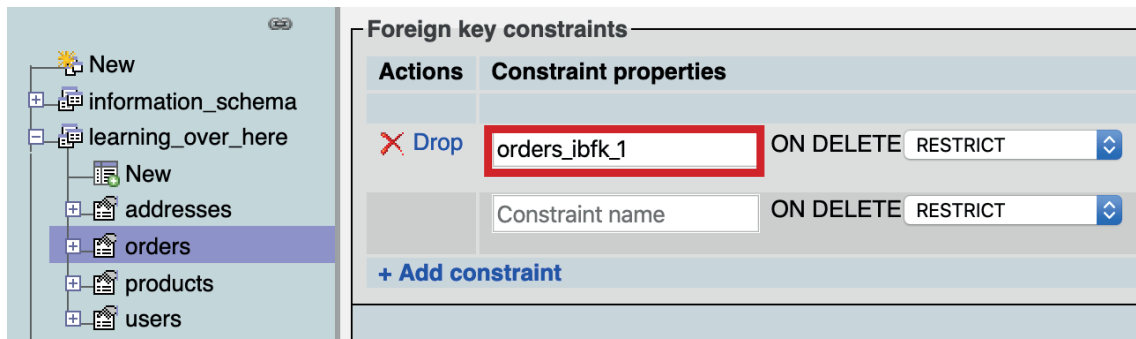 New
information_schema
learning_over_here
New
addresses
orders
products
users
Foreign key constraints
Actions Constraint properties
Drop orders_ibfk_1 ON DELETE RESTRICT
Constraint name ON DELETE RESTRICT
+ Add constraint